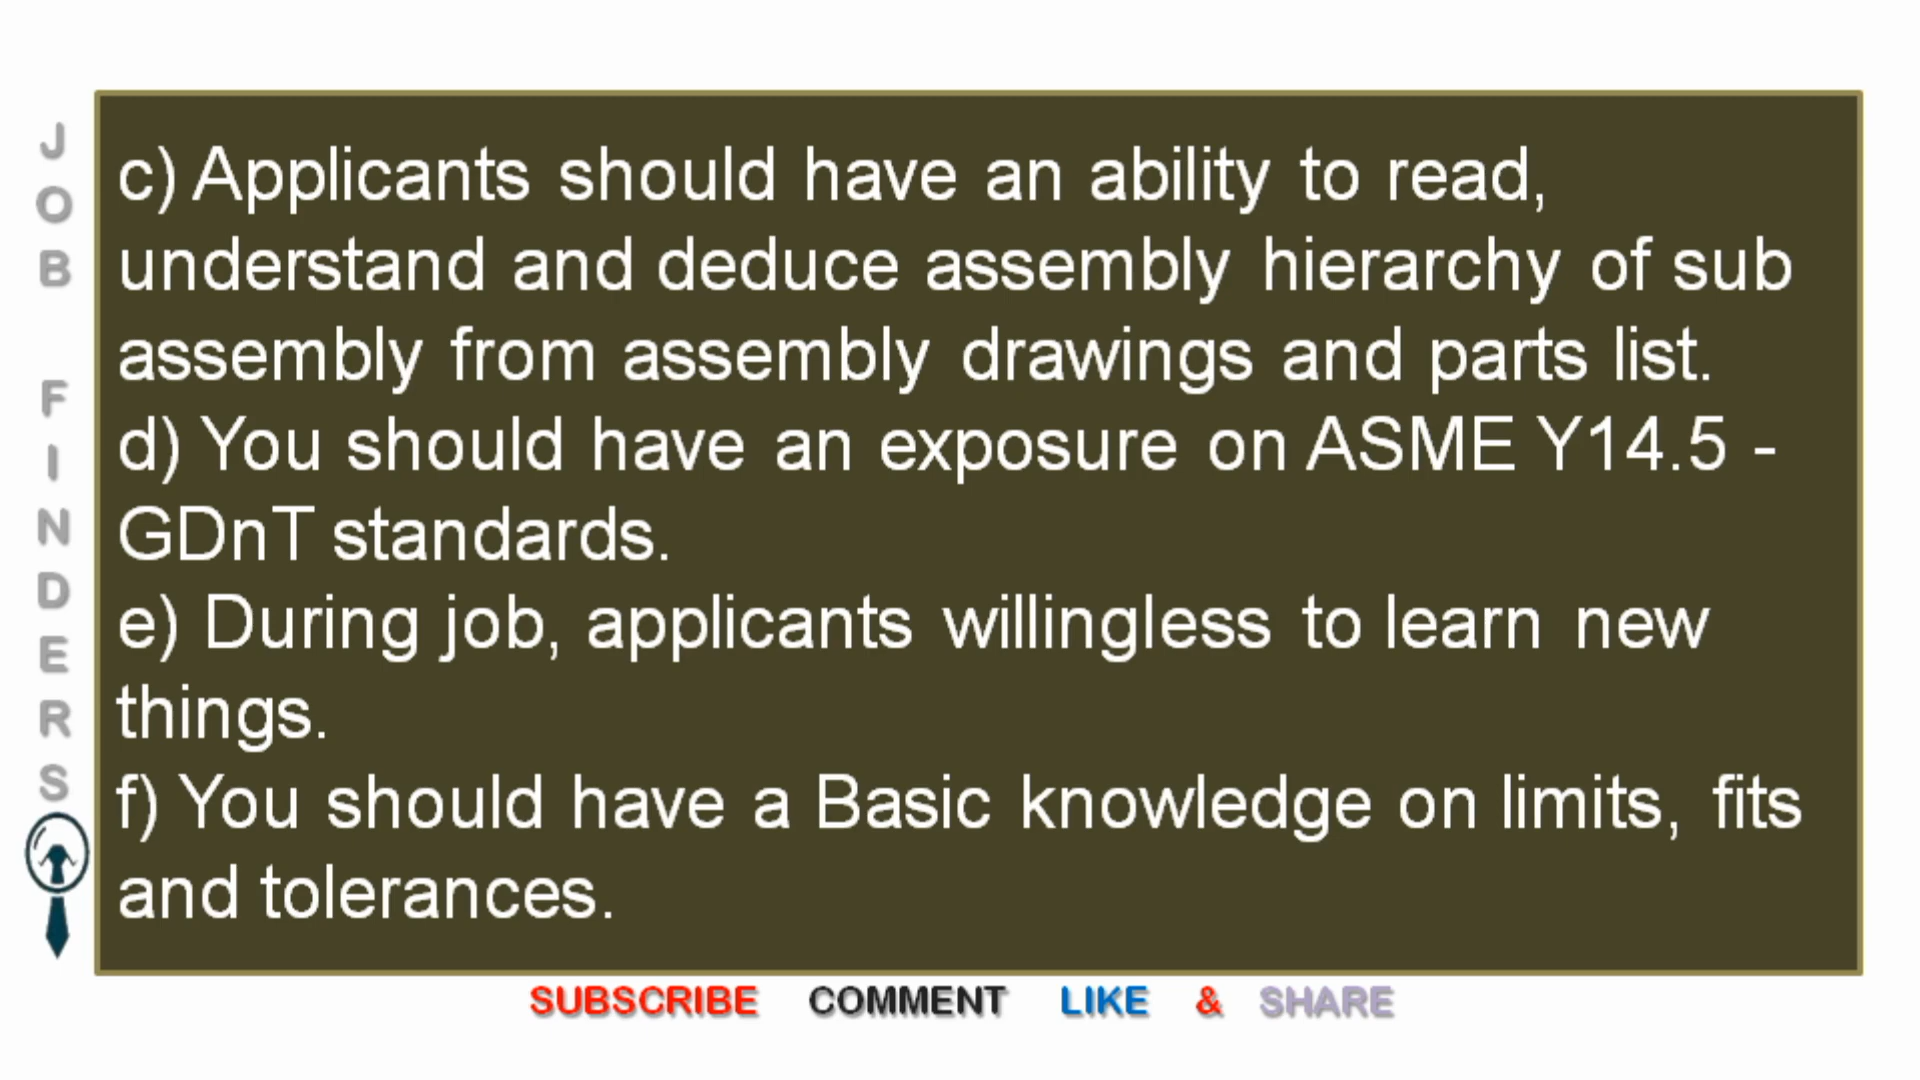 JOB FINDERS
c) Applicants should have an ability to read,
understand and deduce assembly hierarchy of sub
assembly from assembly drawings and parts list.
d) You should have an exposure on ASME Y14.5 -
GDnT standards.
e) During job, applicants willingless to learn new
things.
f) You should have a Basic knowledge on limits, fits
and tolerances.
SUBSCRIBE COMMENT LIKE & SHARE